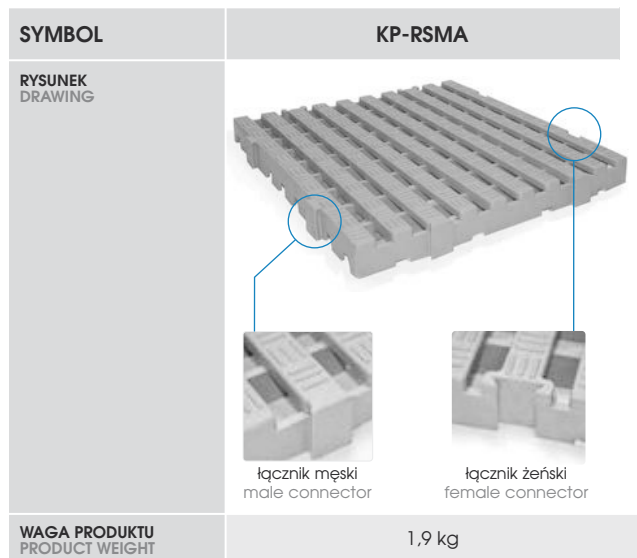 SYMBOL
KP-RSMA
RYSUNEK
DRAWING
łącznik męski
male connector
łącznik żeński
female connector
WAGA PRODUKTU
PRODUCT WEIGHT
1,9 kg